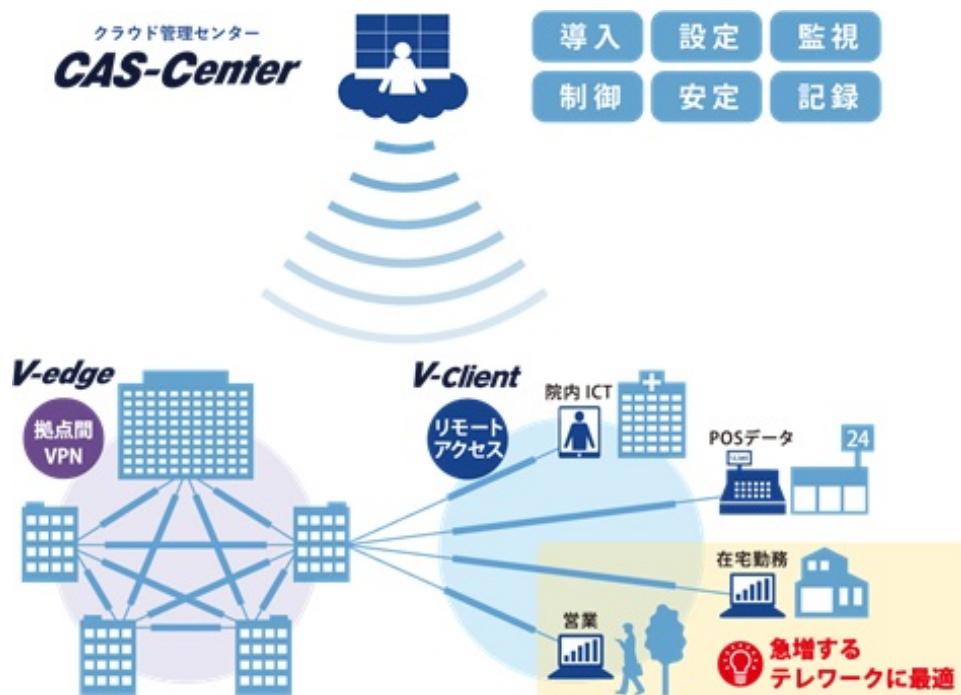 クラウド管理センター
CAS-Center
導入 設定 監視
制御 安定 記録
V-edge
拠点間
VPN
V-client
リモート
アクセス
院内 ICT
POSデータ
24
在宅勤務
営業
急増する
テレワークに最適